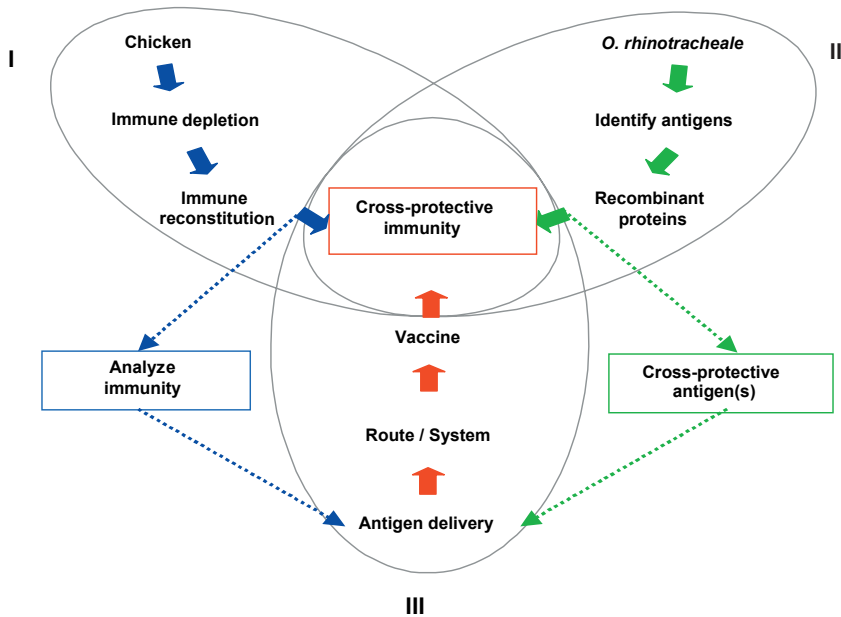 I
Chicken
Immune depletion
Immune
reconstitution
O. rhinotracheale
II
Identify antigens
Recombinant
proteins
Cross-protective
immunity
Vaccine
Analyze
immunity
Cross-protective
antigen(s)
Route / System
Antigen delivery
III